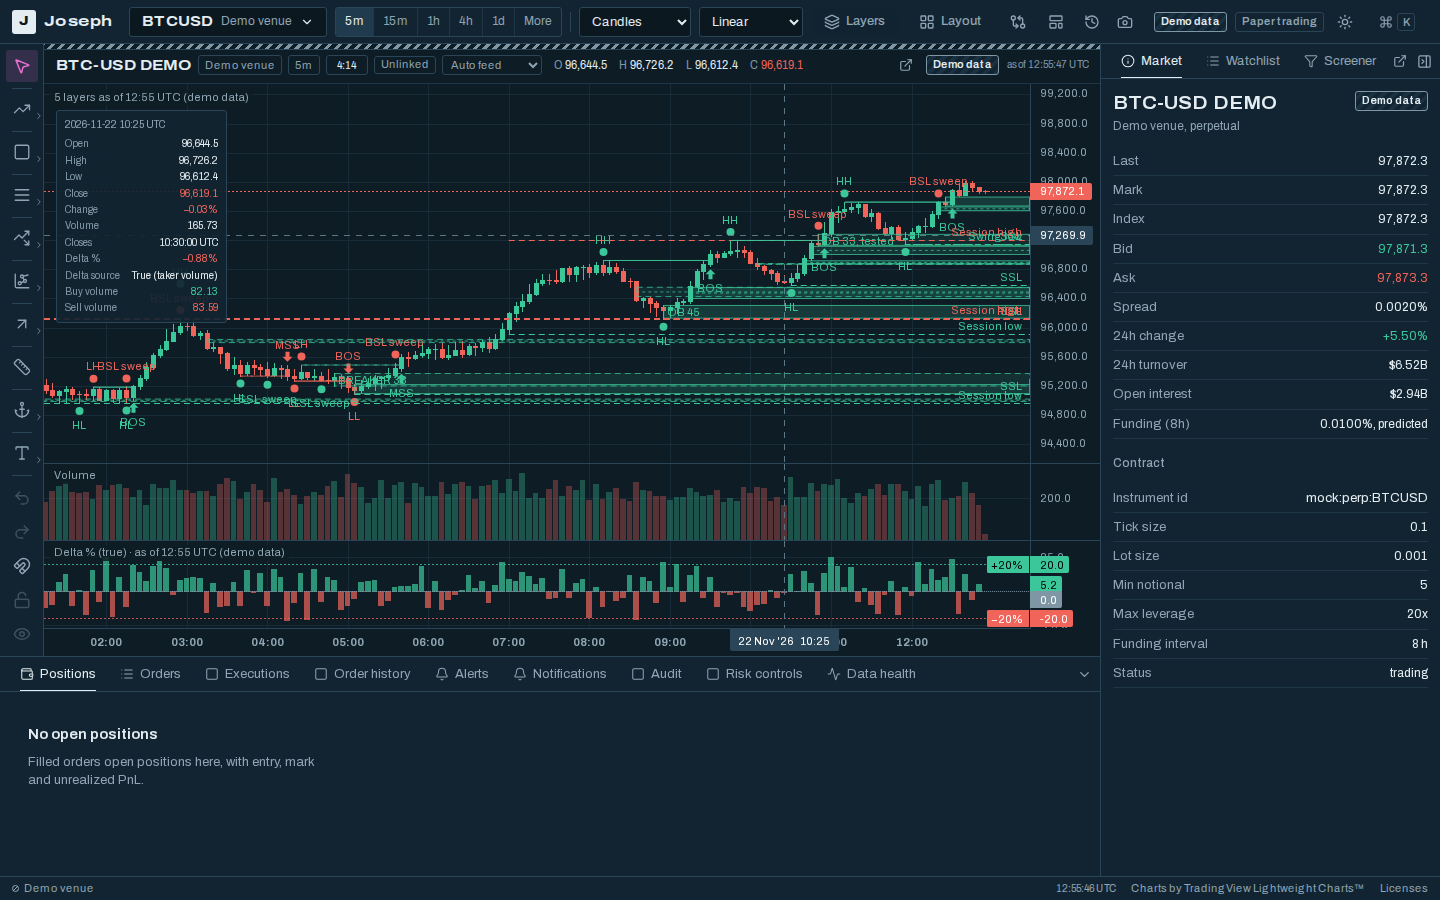 J Joseph
BTCUSD Demo venue
5m 15m 1h 4h 1d More
Candles
Linear
Layers
Layout
Demo data
Paper trading
⌘ K
BTC-USD DEMO
Demo venue
5m
4:14
Unlinked
Auto feed
O 96,644.5 H 96,726.2 L 96,612.4 C 96,619.1
Demo data
as of 12:55:47 UTC
5 layers as of 12:55 UTC (demo data)
2026-11-22 10:25 UTC
Open 96,644.5
High 96,726.2
Low 96,612.4
Close 96,619.1
Change −0.03%
Volume 165.73
Closes 10:30:00 UTC
Delta % −0.88%
Delta source True (taker volume)
Buy volume 82.13
Sell volume 83.59
99,200.0
98,800.0
98,400.0
98,000.0
97,872.1
97,600.0
97,269.9
96,800.0
96,400.0
96,000.0
95,600.0
95,200.0
94,800.0
94,400.0
HH
BSL sweep
HH
BSL sweep
BOS
Session high
OB 33, tested
HH
BOS
HL
SSL
BOS
HL
OB 45
Session high
Session low
HL
MSS
BOS
BSL sweep
BSL sweep
MSS
SSL
Session low
SSL sweep
LL
HL
BOS
Volume
200.0
Delta % (true) · as of 12:55 UTC (demo data)
+20% 20.0
5.2
0.0
−20% -20.0
02:00 03:00 04:00 05:00 06:00 07:00 08:00 09:00 22 Nov '26 10:25 12:00
Positions
Orders
Executions
Order history
Alerts
Notifications
Audit
Risk controls
Data health
No open positions
Filled orders open positions here, with entry, mark
and unrealized PnL.
Market
Watchlist
Screener
BTC-USD DEMO
Demo data
Demo venue, perpetual
Last 97,872.3
Mark 97,872.3
Index 97,872.3
Bid 97,871.3
Ask 97,873.3
Spread 0.0020%
24h change +5.50%
24h turnover $6.52B
Open interest $2.94B
Funding (8h) 0.0100%, predicted
Contract
Instrument id mock:perp:BTCUSD
Tick size 0.1
Lot size 0.001
Min notional 5
Max leverage 20x
Funding interval 8 h
Status trading
Demo venue
12:55:46 UTC
Charts by TradingView Lightweight Charts™
Licenses